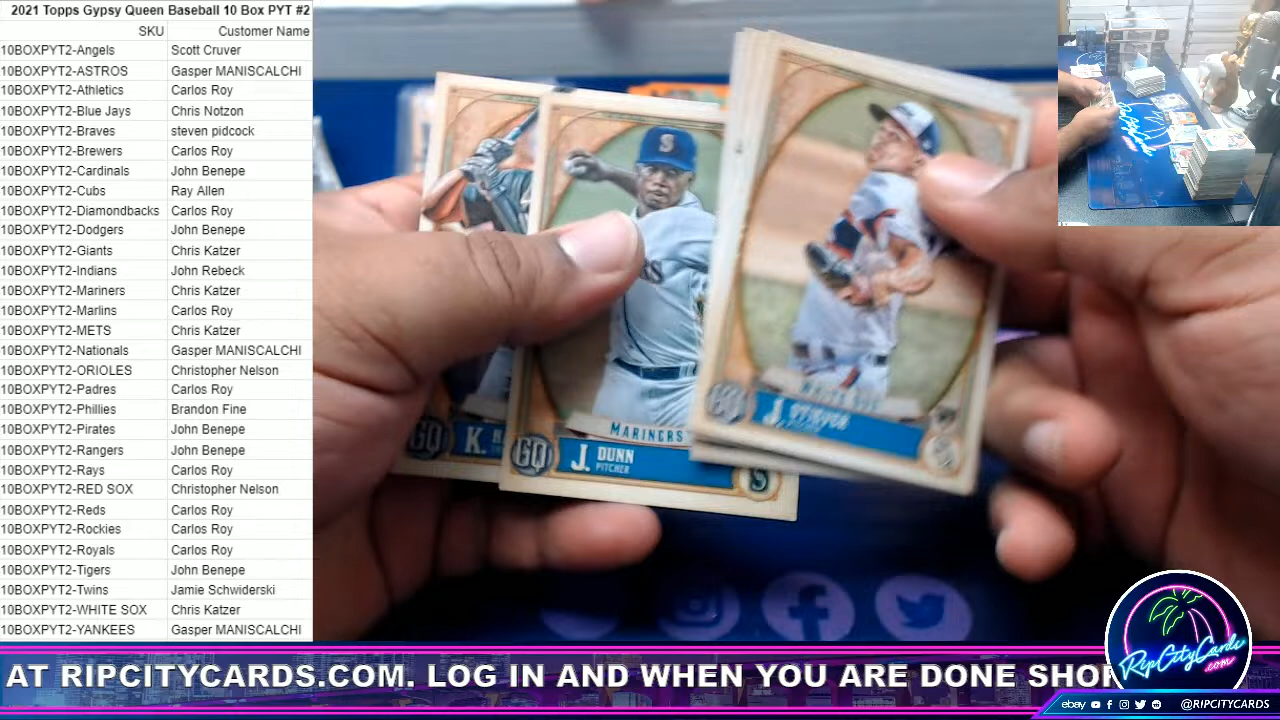 2021 Topps Gypsy Queen Baseball 10 Box PYT #2
SKU Customer Name
10BOXPYT2-Angels Scott Cruver
10BOXPYT2-ASTROS Gasper MANISCALCHI
10BOXPYT2-Athletics Carlos Roy
10BOXPYT2-Blue Jays Chris Notzon
10BOXPYT2-Braves steven pidcock
10BOXPYT2-Brewers Carlos Roy
10BOXPYT2-Cardinals John Benepe
10BOXPYT2-Cubs Ray Allen
10BOXPYT2-Diamondbacks Carlos Roy
10BOXPYT2-Dodgers John Benepe
10BOXPYT2-Giants Chris Katzer
10BOXPYT2-Indians John Rebeck
10BOXPYT2-Mariners Chris Katzer
10BOXPYT2-Marlins Carlos Roy
10BOXPYT2-METS Chris Katzer
10BOXPYT2-Nationals Gasper MANISCALCHI
10BOXPYT2-ORIOLES Christopher Nelson
10BOXPYT2-Padres Carlos Roy
10BOXPYT2-Phillies Brandon Fine
10BOXPYT2-Pirates John Benepe
10BOXPYT2-Rangers John Benepe
10BOXPYT2-Rays Carlos Roy
10BOXPYT2-RED SOX Christopher Nelson
10BOXPYT2-Reds Carlos Roy
10BOXPYT2-Rockies Carlos Roy
10BOXPYT2-Royals Carlos Roy
10BOXPYT2-Tigers John Benepe
10BOXPYT2-Twins Jamie Schwiderski
10BOXPYT2-WHITE SOX Chris Katzer
10BOXPYT2-YANKEES Gasper MANISCALCHI
GQ K.
S
MARINERS
GQ J. DUNN
PITCHER
S
GQ J.
AT RIPCITYCARDS.COM. LOG IN AND WHEN YOU ARE DONE SHOP
RipCityCards
.com
ebay @RIPCITYCARDS